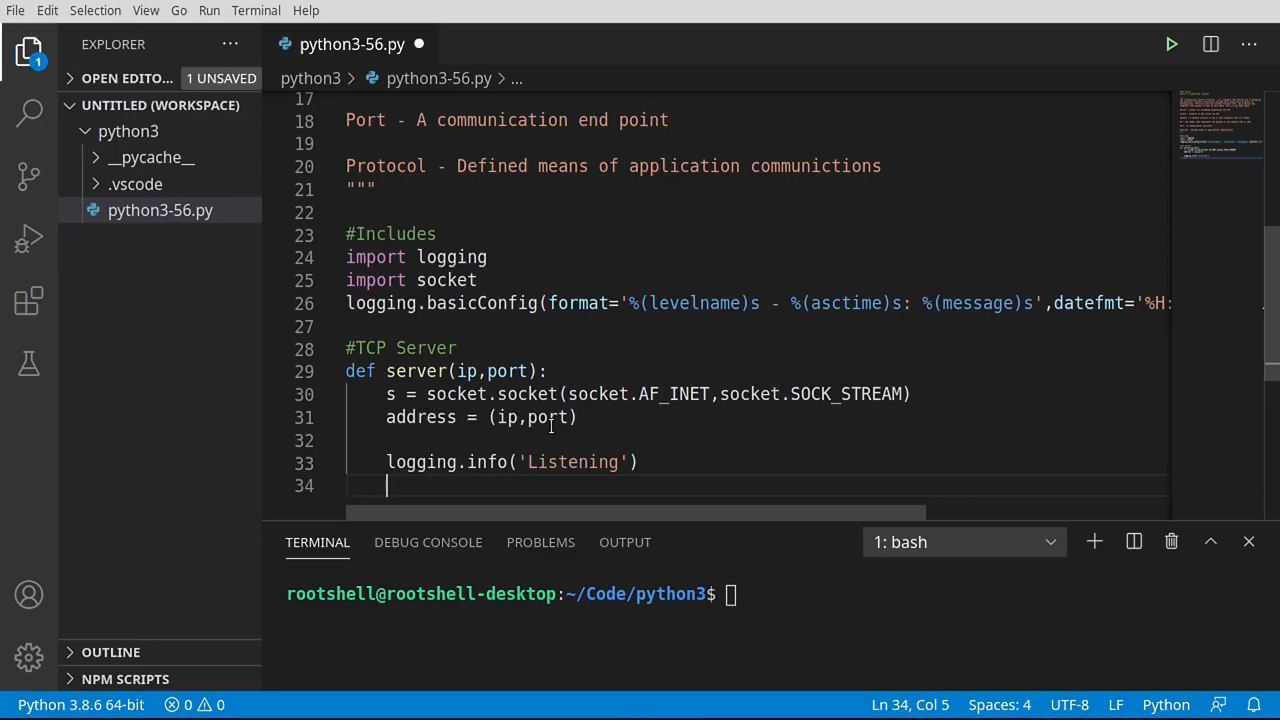 File Edit Selection View Go Run Terminal Help
EXPLORER ···
python3-56.py
1
OPEN EDITO... 1 UNSAVED
python3 > python3-56.py > ...
UNTITLED (WORKSPACE)
python3
__pycache__
.vscode
python3-56.py
17
18 Port - A communication end point
19
20 Protocol - Defined means of application communictions
21 """
22
23 #Includes
24 import logging
25 import socket
26 logging.basicConfig(format='%(levelname)s - %(asctime)s: %(message)s',datefmt='%H:
27
28 #TCP Server
29 def server(ip,port):
30 s = socket.socket(socket.AF_INET,socket.SOCK_STREAM)
31 address = (ip,port)
32
33 logging.info('Listening')
34
TERMINAL DEBUG CONSOLE PROBLEMS OUTPUT 1: bash
rootshell@rootshell-desktop:~/Code/python3$
OUTLINE
NPM SCRIPTS
Python 3.8.6 64-bit 0 0 Ln 34, Col 5 Spaces: 4 UTF-8 LF Python